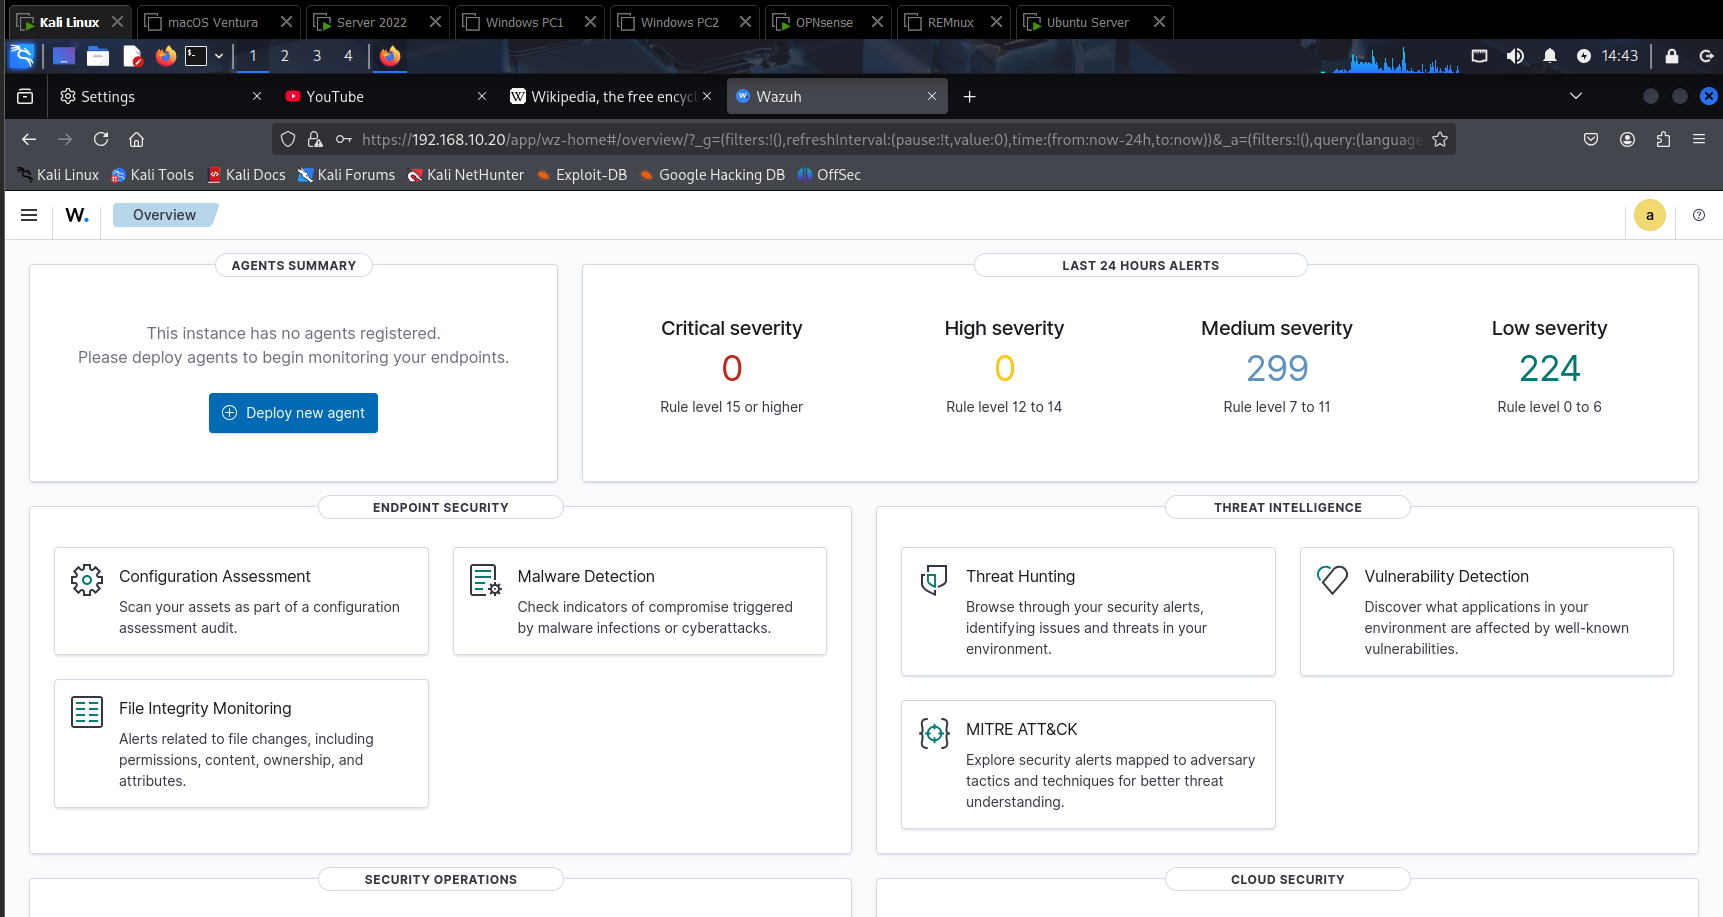 Kali Linux
macOS Ventura
Server 2022
Windows PC1
Windows PC2
OPNsense
REMnux
Ubuntu Server
1 2 3 4
14:43
Settings
YouTube
Wikipedia, the free encycl
Wazuh
https://192.168.10.20/app/wz-home#/overview/?_g=(filters:!(),refreshInterval:(pause:!t,value:0),time:(from:now-24h,to:now))&_a=(filters:!(),query:(language
Kali Linux
Kali Tools
Kali Docs
Kali Forums
Kali NetHunter
Exploit-DB
Google Hacking DB
OffSec
W.
Overview
a
AGENTS SUMMARY
This instance has no agents registered.
Please deploy agents to begin monitoring your endpoints.
Deploy new agent
LAST 24 HOURS ALERTS
Critical severity
0
Rule level 15 or higher
High severity
0
Rule level 12 to 14
Medium severity
299
Rule level 7 to 11
Low severity
224
Rule level 0 to 6
ENDPOINT SECURITY
Configuration Assessment
Scan your assets as part of a configuration
assessment audit.
Malware Detection
Check indicators of compromise triggered
by malware infections or cyberattacks.
File Integrity Monitoring
Alerts related to file changes, including
permissions, content, ownership, and
attributes.
THREAT INTELLIGENCE
Threat Hunting
Browse through your security alerts,
identifying issues and threats in your
environment.
Vulnerability Detection
Discover what applications in your
environment are affected by well-known
vulnerabilities.
MITRE ATT&CK
Explore security alerts mapped to adversary
tactics and techniques for better threat
understanding.
SECURITY OPERATIONS
CLOUD SECURITY